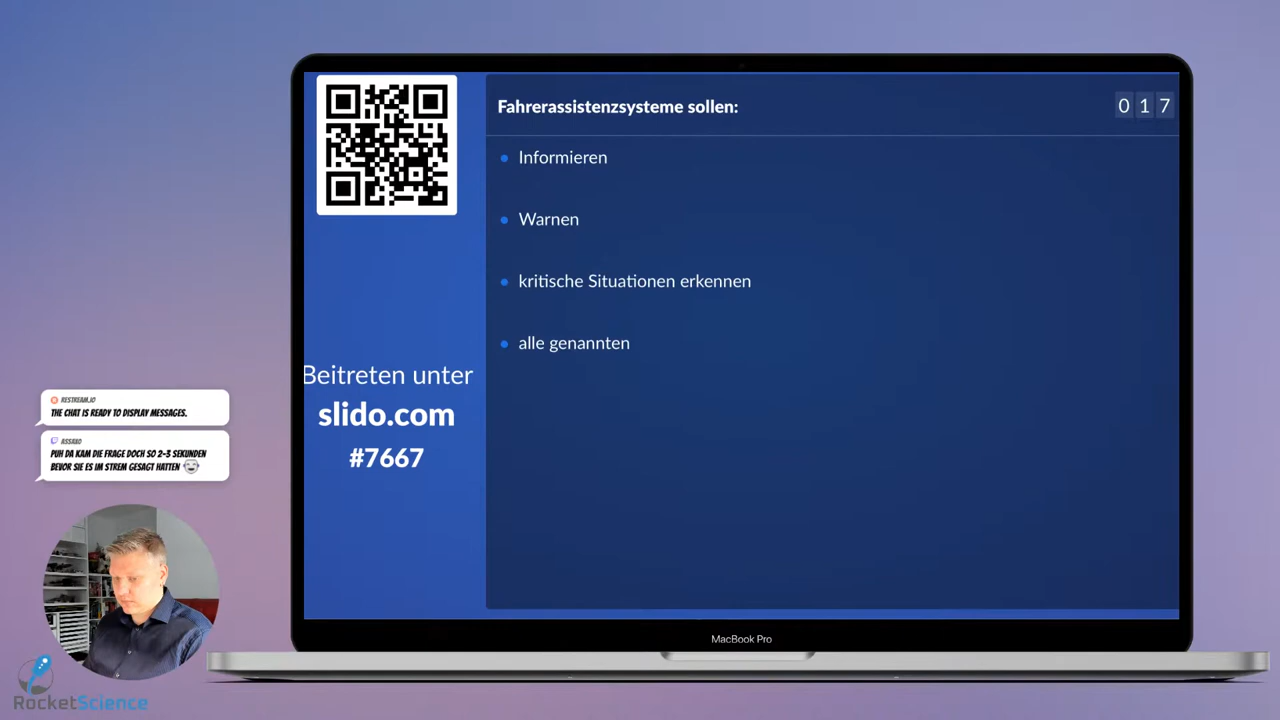 Fahrerassistenzsysteme sollen:
0 1 7
Informieren
Warnen
kritische Situationen erkennen
alle genannten
Beitreten unter
slido.com
#7667
RESTREAM.IO
THE CHAT IS READY TO DISPLAY MESSAGES.
PUH DA KAM DIE FRAGE DOCH SO 2-3 SEKUNDEN
BEVOR SIE ES IM STREM GESAGT HATTEN
MacBook Pro
RocketScience